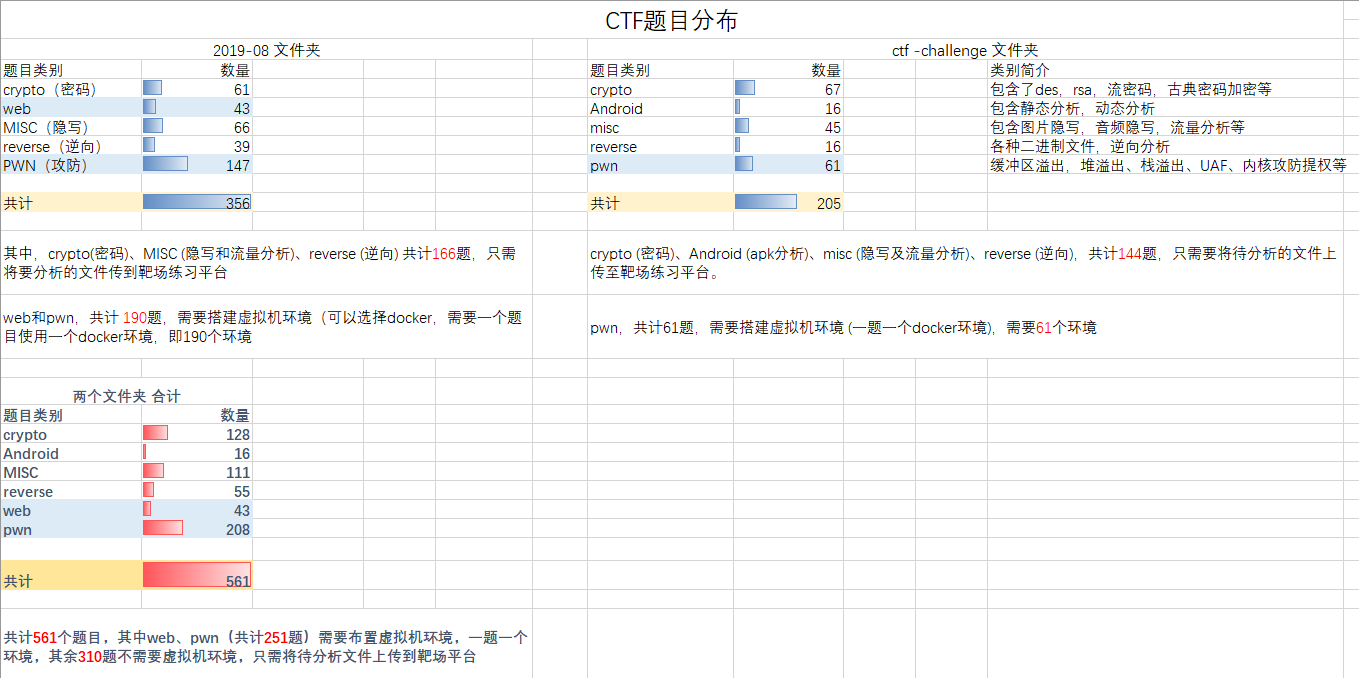 CTF题目分布
2019-08 文件夹
题目类别 数量
crypto（密码） 61
web 43
MISC（隐写） 66
reverse（逆向） 39
PWN（攻防） 147
共计 356
其中，crypto(密码)、MISC (隐写和流量分析)、reverse (逆向) 共计166题，只需
将要分析的文件传到靶场练习平台
web和pwn，共计 190题，需要搭建虚拟机环境（可以选择docker，需要一个题
目使用一个docker环境，即190个环境
ctf -challenge 文件夹
题目类别 数量 类别简介
crypto 67 包含了des，rsa，流密码，古典密码加密等
Android 16 包含静态分析，动态分析
misc 45 包含图片隐写，音频隐写，流量分析等
reverse 16 各种二进制文件，逆向分析
pwn 61 缓冲区溢出，堆溢出、栈溢出、UAF、内核攻防提权等
共计 205
crypto (密码)、Android (apk分析)、misc (隐写及流量分析)、reverse (逆向)，共计144题，只需要将待分析的文件上
传至靶场练习平台。
pwn，共计61题，需要搭建虚拟机环境 (一题一个docker环境)，需要61个环境
两个文件夹 合计
题目类别 数量
crypto 128
Android 16
MISC 111
reverse 55
web 43
pwn 208
共计 561
共计561个题目，其中web、pwn（共计251题）需要布置虚拟机环境，一题一个
环境，其余310题不需要虚拟机环境，只需将待分析文件上传到靶场平台